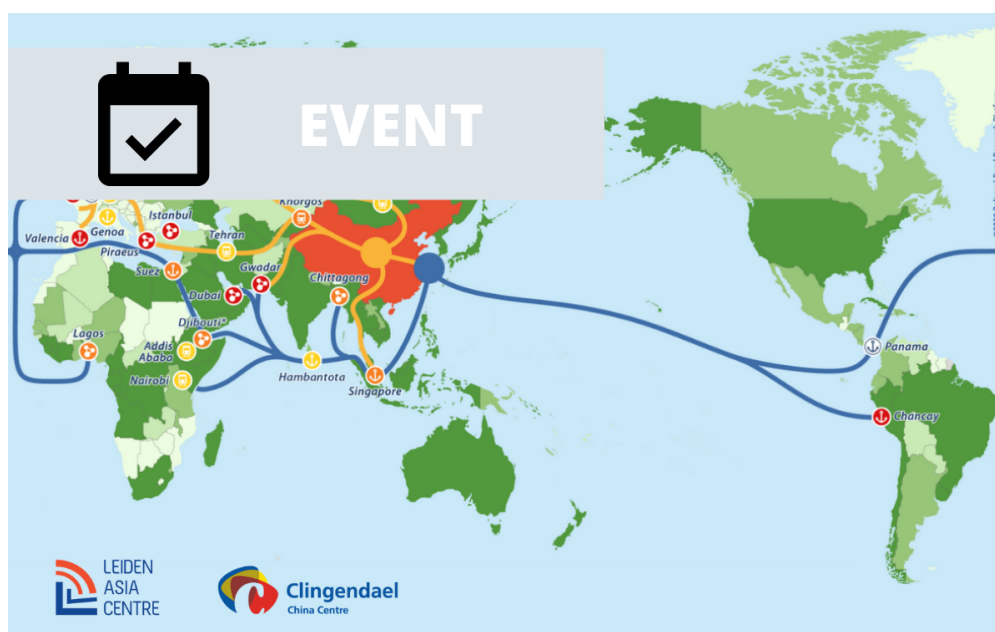 EVENT
Khorgos
Istanbul
Valencia
Genoa
Tehran
Piraeus
Suez
Gwadar
Chittagong
Dubai
Djibouti*
Lagos
Addis
Ababa
Nairobi
Hambantota
Singapore
Panama
Chancay
LEIDEN
ASIA
CENTRE
Clingendael
China Centre